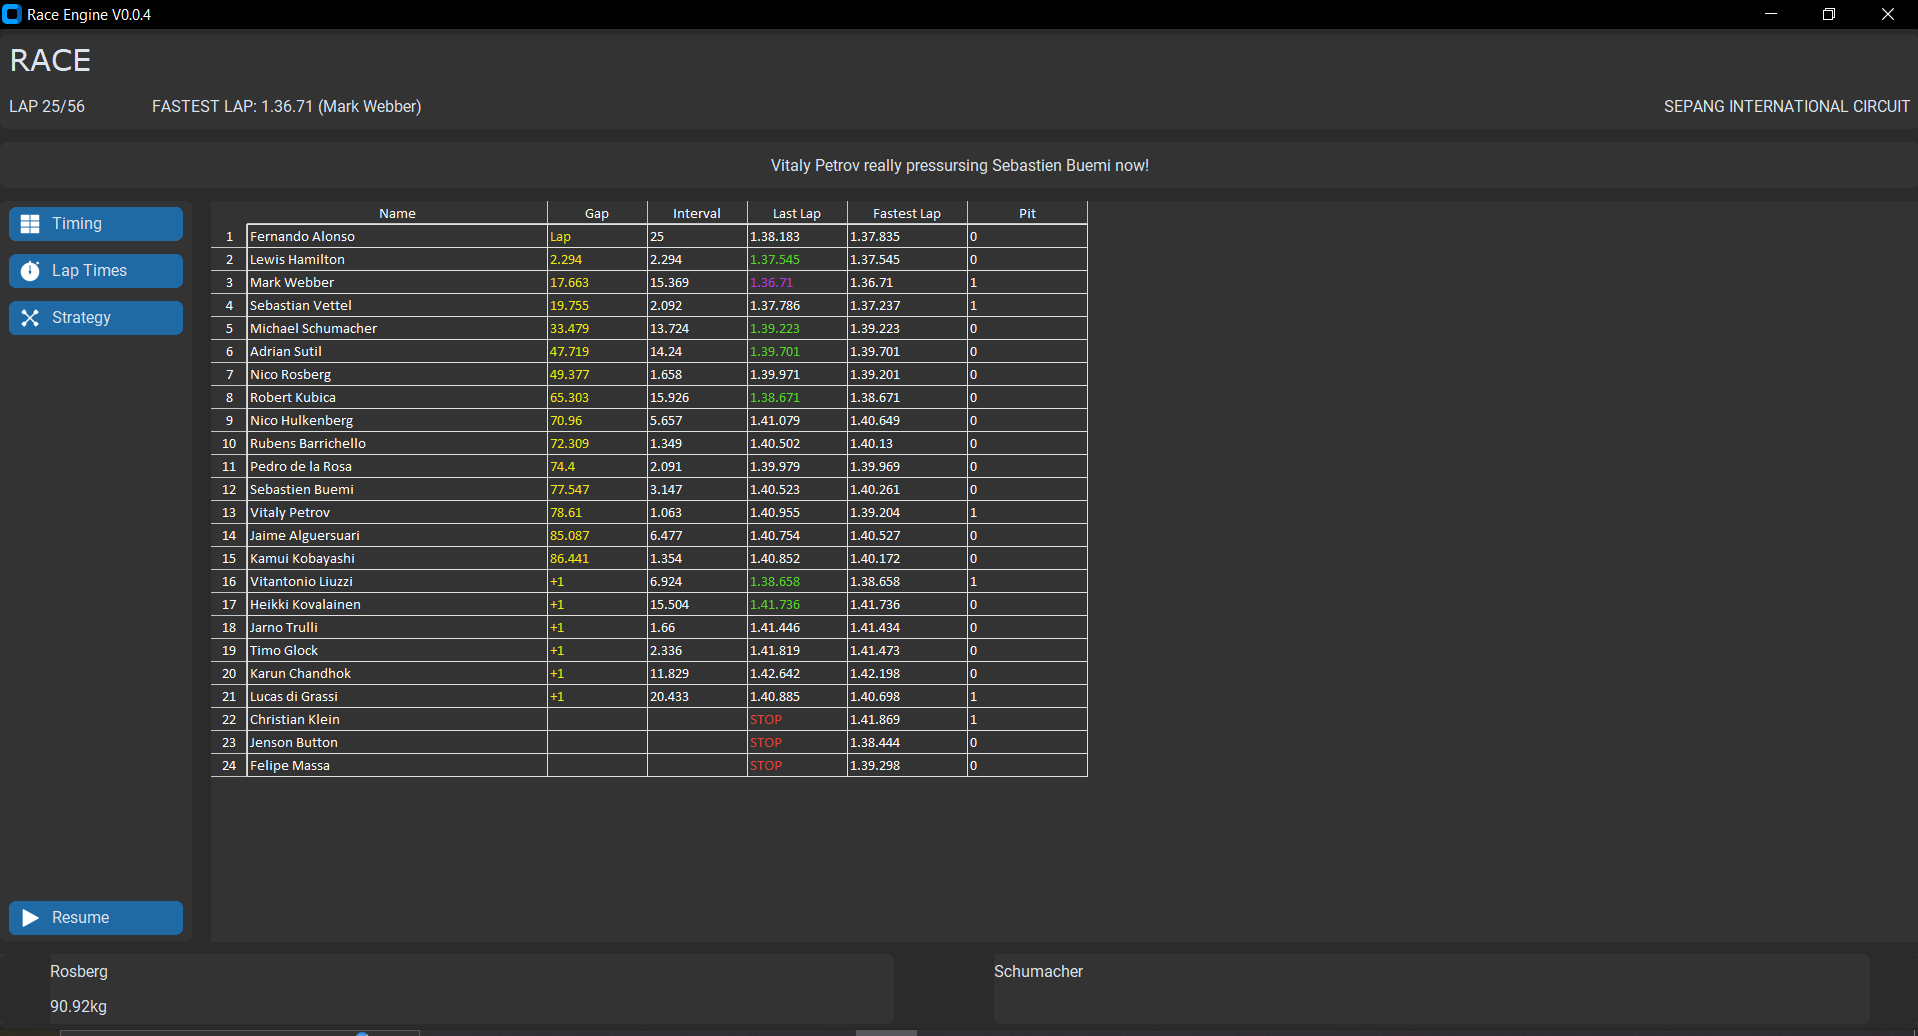 Race Engine V0.0.4
RACE
LAP 25/56 FASTEST LAP: 1.36.71 (Mark Webber) SEPANG INTERNATIONAL CIRCUIT
Vitaly Petrov really pressursing Sebastien Buemi now!
Timing
Lap Times
Strategy
Name Gap Interval Last Lap Fastest Lap Pit
1 Fernando Alonso Lap 25 1.38.183 1.37.835 0
2 Lewis Hamilton 2.294 2.294 1.37.545 1.37.545 0
3 Mark Webber 17.663 15.369 1.36.71 1.36.71 1
4 Sebastian Vettel 19.755 2.092 1.37.786 1.37.237 1
5 Michael Schumacher 33.479 13.724 1.39.223 1.39.223 0
6 Adrian Sutil 47.719 14.24 1.39.701 1.39.701 0
7 Nico Rosberg 49.377 1.658 1.39.971 1.39.201 0
8 Robert Kubica 65.303 15.926 1.38.671 1.38.671 0
9 Nico Hulkenberg 70.96 5.657 1.41.079 1.40.649 0
10 Rubens Barrichello 72.309 1.349 1.40.502 1.40.13 0
11 Pedro de la Rosa 74.4 2.091 1.39.979 1.39.969 0
12 Sebastien Buemi 77.547 3.147 1.40.523 1.40.261 0
13 Vitaly Petrov 78.61 1.063 1.40.955 1.39.204 1
14 Jaime Alguersuari 85.087 6.477 1.40.754 1.40.527 0
15 Kamui Kobayashi 86.441 1.354 1.40.852 1.40.172 0
16 Vitantonio Liuzzi +1 6.924 1.38.658 1.38.658 1
17 Heikki Kovalainen +1 15.504 1.41.736 1.41.736 0
18 Jarno Trulli +1 1.66 1.41.446 1.41.434 0
19 Timo Glock +1 2.336 1.41.819 1.41.473 0
20 Karun Chandhok +1 11.829 1.42.642 1.42.198 0
21 Lucas di Grassi +1 20.433 1.40.885 1.40.698 1
22 Christian Klein STOP 1.41.869 1
23 Jenson Button STOP 1.38.444 0
24 Felipe Massa STOP 1.39.298 0
Resume
Rosberg Schumacher
90.92kg